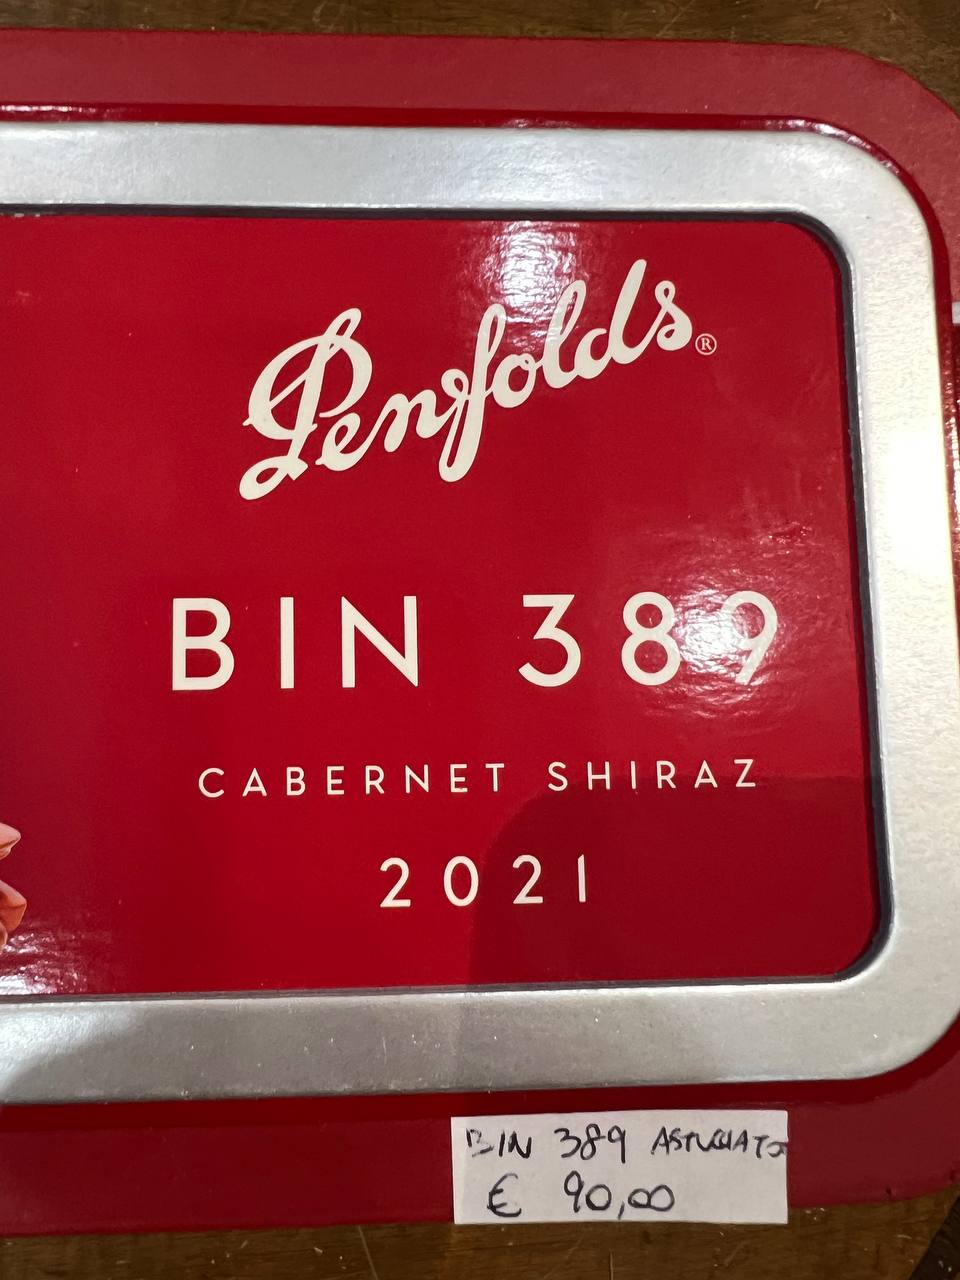 Penfolds®
BIN 389
CABERNET SHIRAZ
2021
BIN 389 ASTUCCIATO
€ 90,00